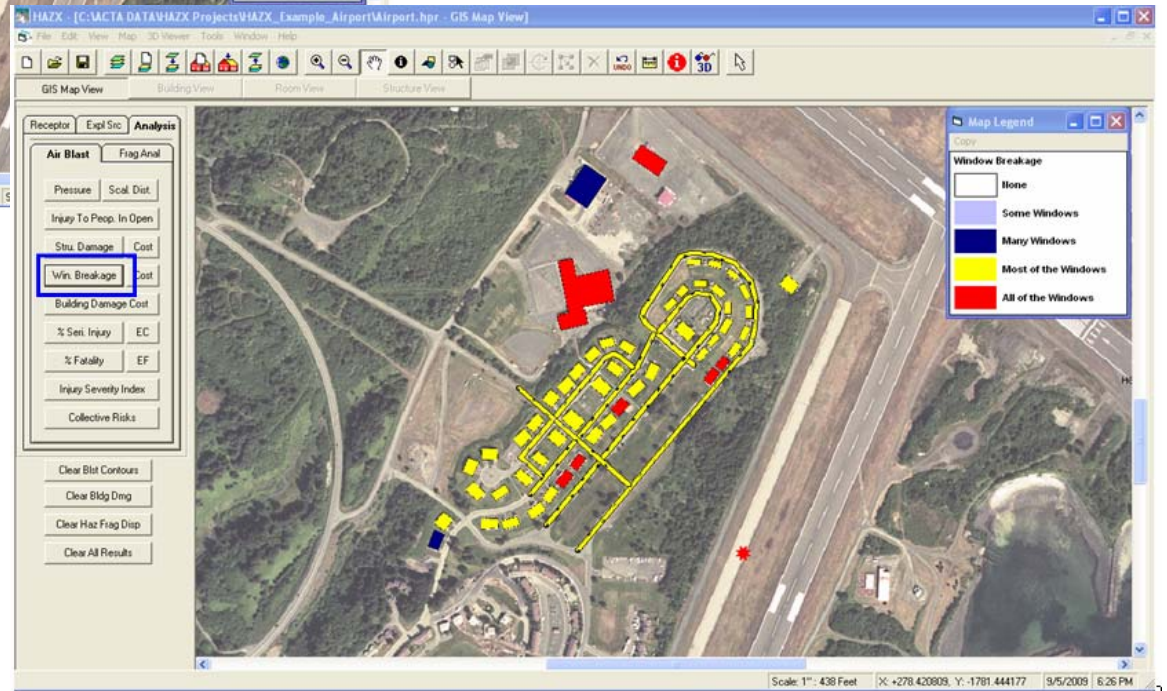 HAZX - [C:\ACTA DATA\HAZX Projects\HAZX_Example_Airport\Airport.hpr - GIS Map View]
File Edit View Map 3D Viewer Tools Window Help
UNDO 3D
GIS Map View Building View Room View Structure View
Receptor Expl Src Analysis
Air Blast Frag Anal
Pressure Scal. Dist.
Injury To Peop. In Open
Stru. Damage Cost
Win. Breakage Cost
Building Damage Cost
% Seri. Injury EC
% Fatality EF
Injury Severity Index
Collective Risks
Clear Blst Contours
Clear Bldg Dmg
Clear Haz Frag Disp
Clear All Results
Map Legend
Copy
Window Breakage
None
Some Windows
Many Windows
Most of the Windows
All of the Windows
Scale: 1" : 438 Feet X: +278.420809, Y: -1781.444177 9/5/2009 6:26 PM